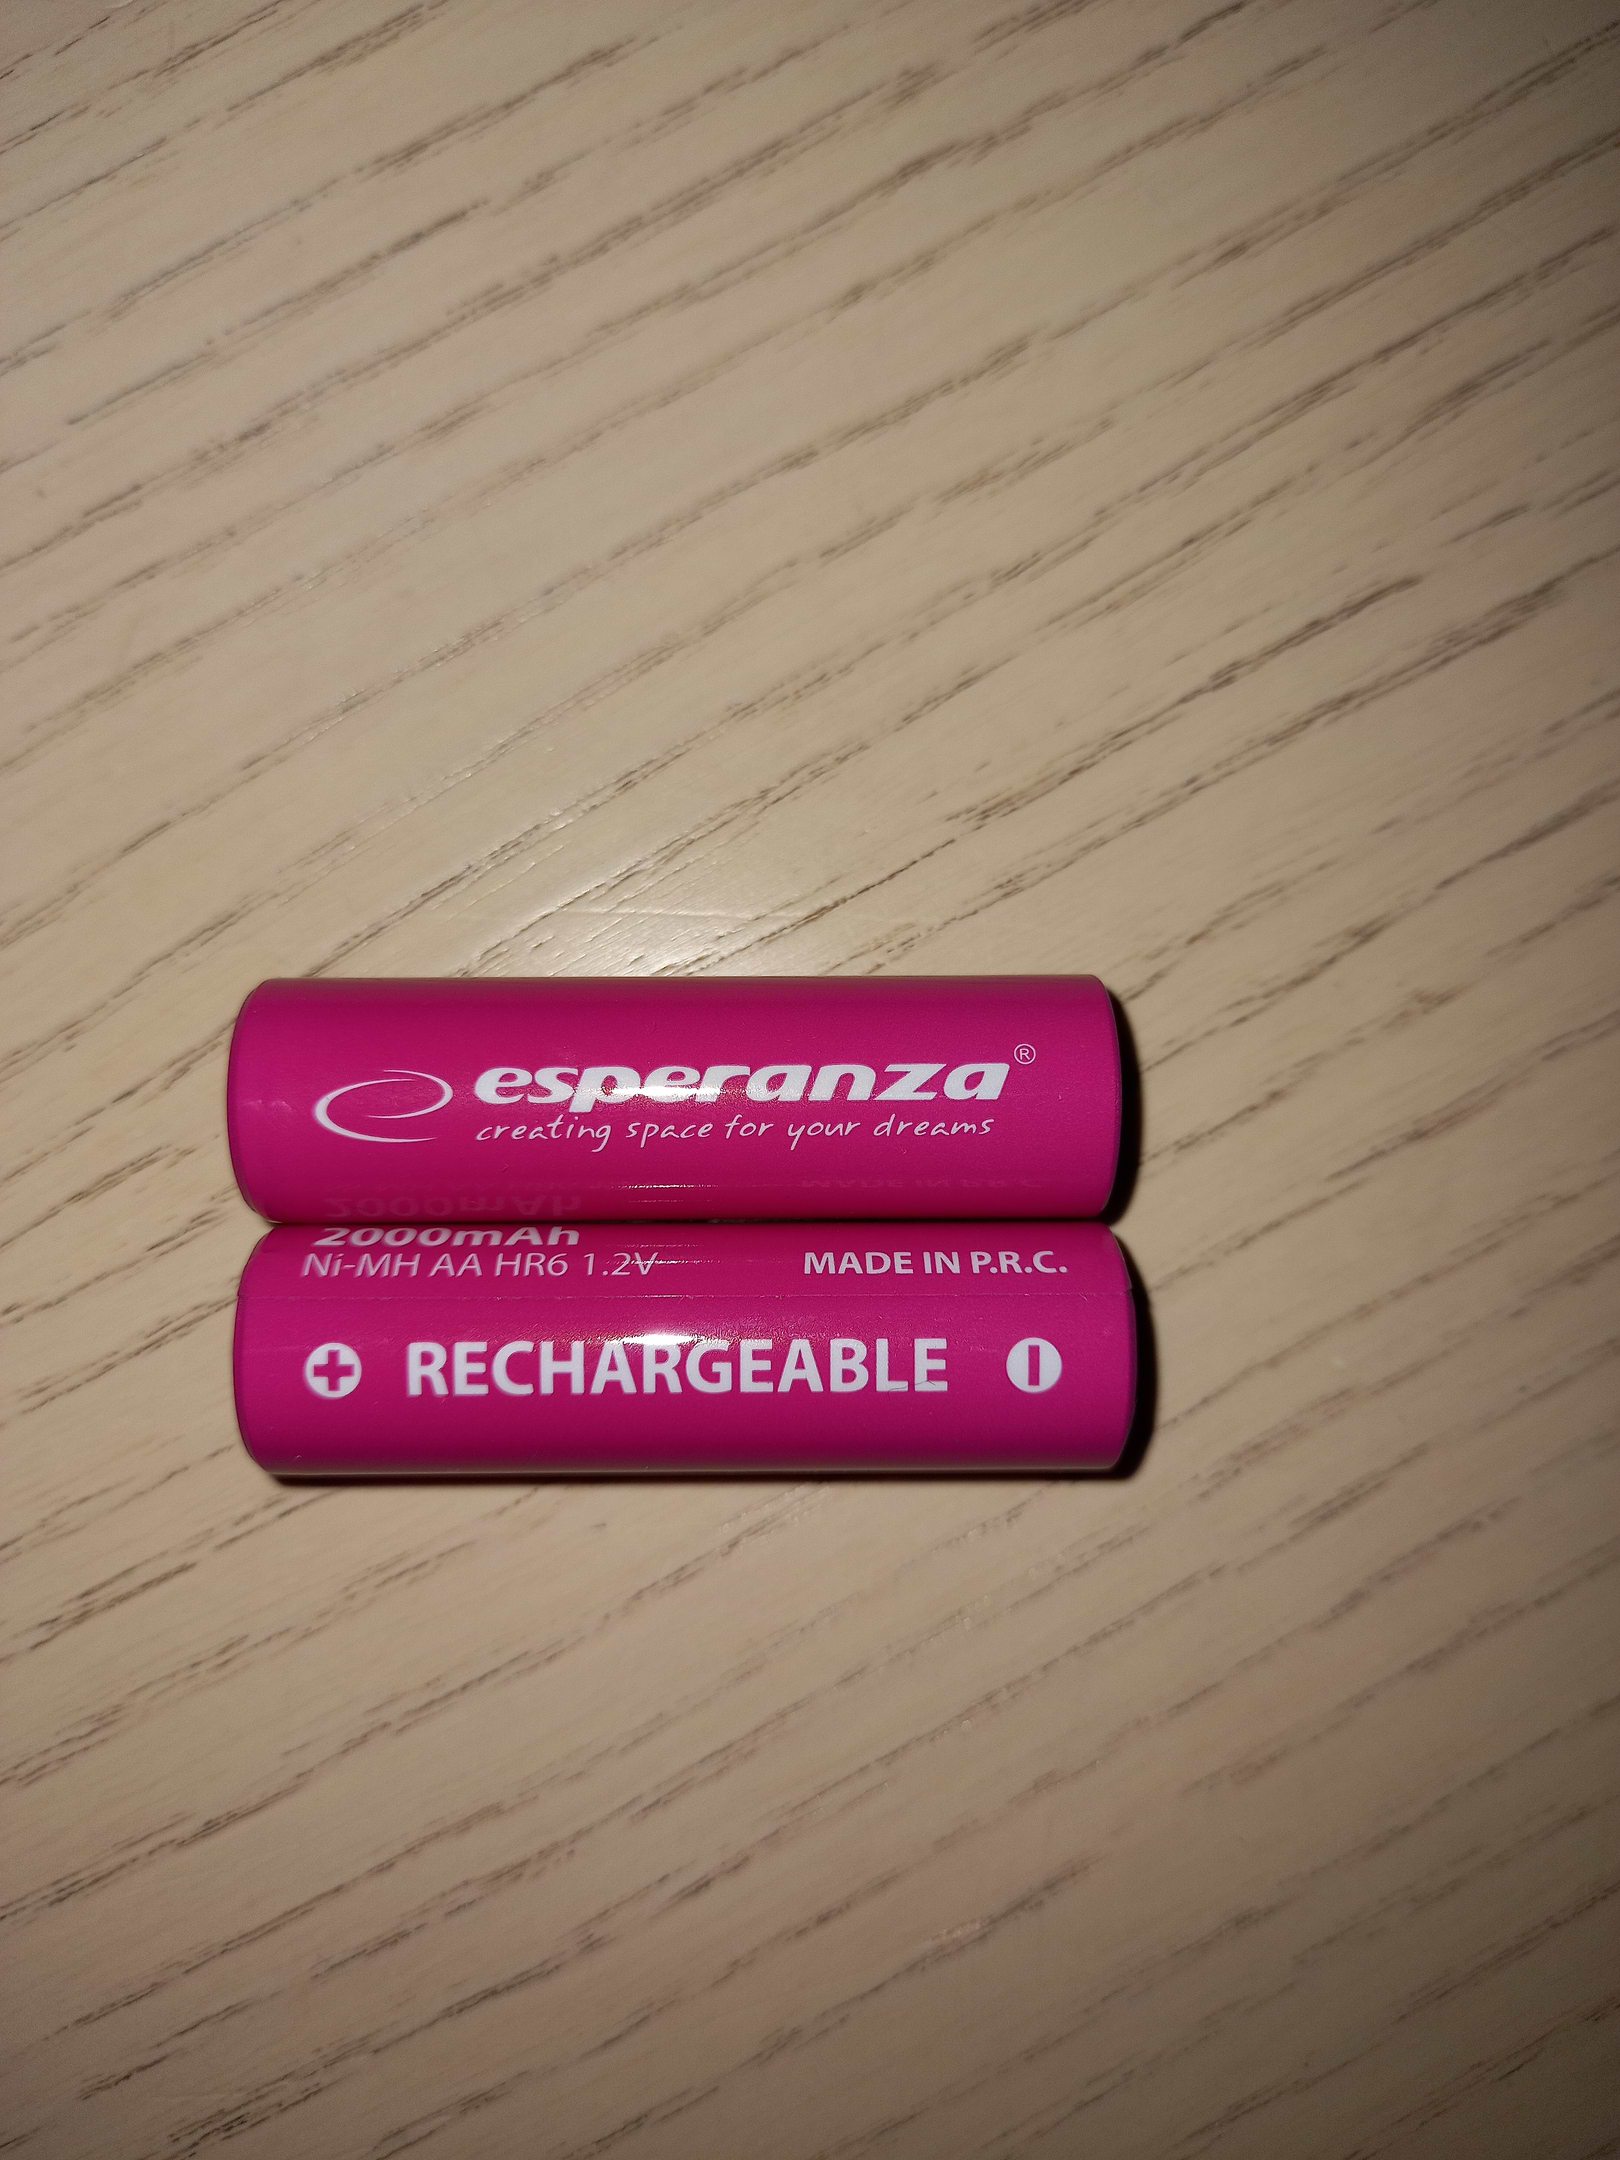 esperanza®
creating space for your dreams
2000mAh
Ni-MH AA HR6 1.2V MADE IN P.R.C.
+ RECHARGEABLE -